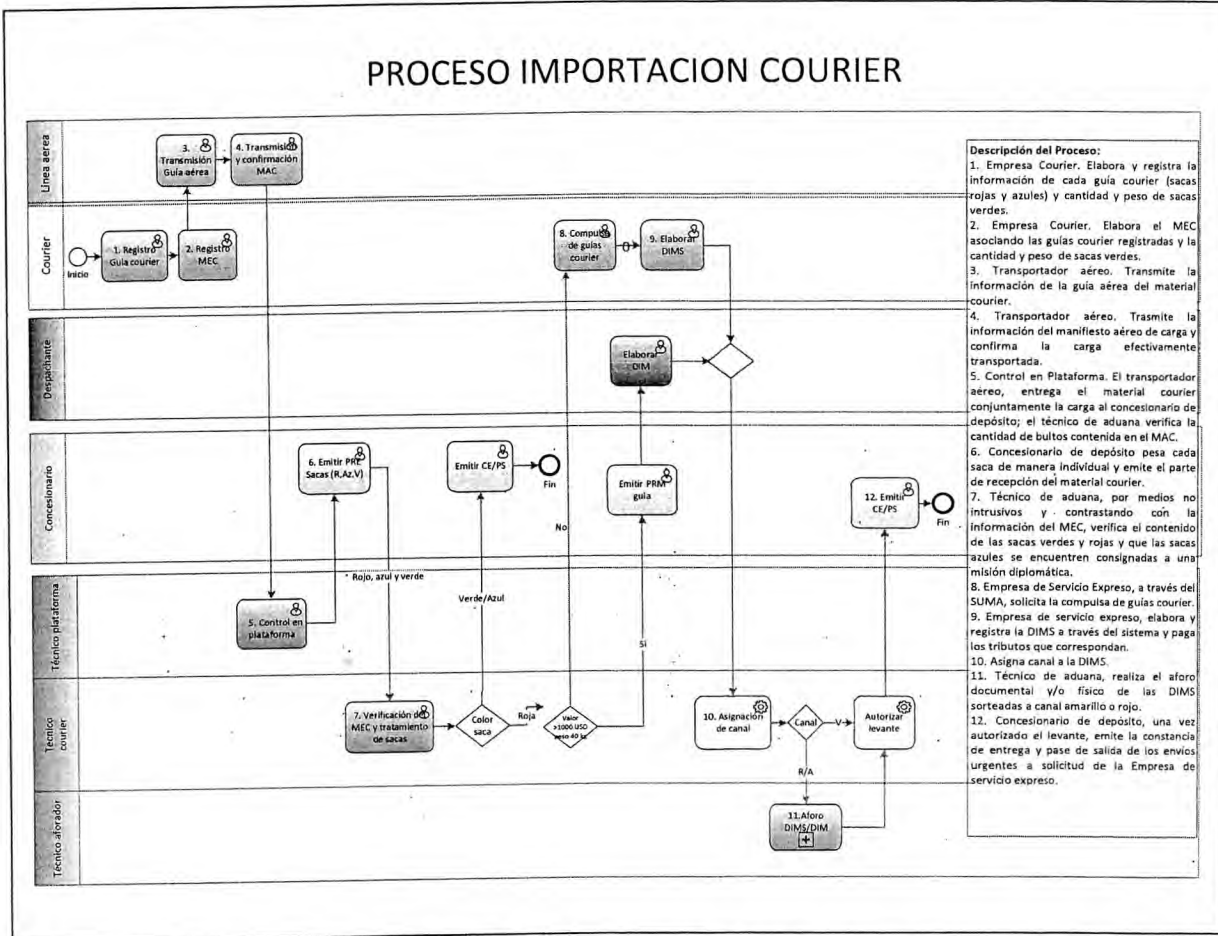 PROCESO IMPORTACION COURIER
Linea aerea
3.
Transmisión
Guía aérea
4. Transmisión
y confirmación
MAC
Courier
Inicio
1. Registro
Guía courier
2. Registro
MEC
8. Compulsa
de guías
courier
9. Elaborar
DIMS
Despachante
Elaborar
DIM
Concesionario
6. Emitir PRE
Sacas (R.Az.V)
Emitir CE/PS
Fin
No
Emitir PRM
guía
12. Emitir
CE/PS
Fin
Rojo, azul y verde
Verde/Azul
Técnico plataforma
5. Control en
plataforma
Si
Técnico
courier
7. Verificación del
MEC y tratamiento
de sacas
Color
saca
Roja
Valor
>1000 USD
peso 40 kg
10. Asignación
de canal
Canal
V
Autorizar
levante
R/A
Técnico aforador
11.Aforo
DIMS/DIM
Descripción del Proceso:
1. Empresa Courier. Elabora y registra la
información de cada guía courier (sacas
rojas y azules) y cantidad y peso de sacas
verdes.
2. Empresa Courier. Elabora el MEC
asociando las guías courier registradas y la
cantidad y peso de sacas verdes.
3. Transportador aéreo. Transmite la
información de la guía aérea del material
courier.
4. Transportador aéreo. Trasmite la
información del manifiesto aéreo de carga y
confirma la carga efectivamente
transportada.
5. Control en Plataforma. El transportador
aéreo, entrega el material courier
conjuntamente la carga al concesionario de
depósito; el técnico de aduana verifica la
cantidad de bultos contenida en el MAC.
6. Concesionario de depósito pesa cada
saca de manera individual y emite el parte
de recepción del material courier.
7. Técnico de aduana, por medios no
intrusivos y contrastando con la
información del MEC, verifica el contenido
de las sacas verdes y rojas y que las sacas
azules se encuentren consignadas a una
misión diplomática.
8. Empresa de Servicio Expreso, a través del
SUMA, solicita la compulsa de guías courier.
9. Empresa de servicio expreso, elabora y
registra la DIMS a través del sistema y paga
los tributos que correspondan.
10. Asigna canal a la DIMS.
11. Técnico de aduana, realiza el aforo
documental y/o físico de las DIMS
sorteadas a canal amarillo o rojo.
12. Concesionario de depósito, una vez
autorizado el levante, emite la constancia
de entrega y pase de salida de los envíos
urgentes a solicitud de la Empresa de
servicio expreso.